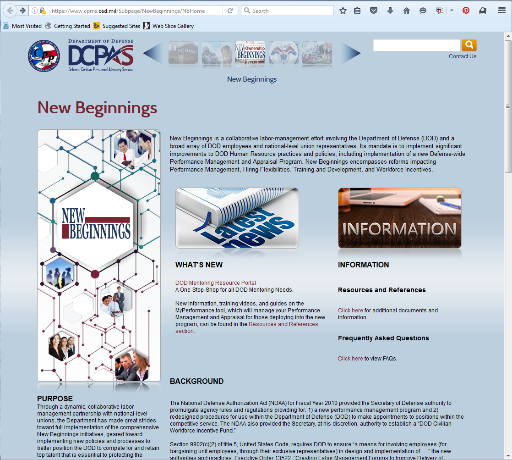 https://www.cpms.osd.mil/Subpage/NewBeginnings/NBHome
Search
Most Visited
Getting Started
Suggested Sites
Web Slice Gallery
DEPARTMENT OF DEFENSE
DCPAS
Contact Us
New Beginnings
New Beginnings
New Beginnings is a collaborative labor-management effort involving the Department of Defense (DOD) and a
broad array of DOD employees and national-level union representatives. Its mandate is to implement significant
improvements to DOD Human Resource practices and policies, including implementation of a new Defense-wide
Performance Management and Appraisal Program. New Beginnings encompasses reforms impacting
Performance Management, Hiring Flexibilities, Training and Development, and Workforce Incentives.
NEW
BEGINNINGS
Latest
news
INFORMATION
WHAT'S NEW
DOD Mentoring Resource Portal
A One Stop Shop for all DOD Mentoring Needs.
New information, training videos, and guides on the
MyPerformance tool, which will manage your Performance
Management and Appraisal for those deploying into the new
program, can be found in the Resources and References
section.
INFORMATION
Resources and References
Click here for additional documents and
information.
Frequently Asked Questions
Click here to view FAQs.
PURPOSE
Through a dynamic, collaborative labor
management partnership with national level
unions, the Department has made great strides
toward full implementation of the comprehensive
New Beginnings initiatives, geared toward
implementing new policies and processes to
better position the DOD to compete for and retain
top talent that is essential to protecting the
BACKGROUND
The National Defense Authorization Act (NDAA) for Fiscal Year 2010 provided the Secretary of Defense authority to
promulgate agency rules and regulations providing for: 1) a new performance management program and 2)
redesigned procedures for use within the Department of Defense (DOD) to make appointments to positions within the
competitive service. The NDAA also provided the Secretary, at his discretion, authority to establish a "DOD Civilian
Workforce Incentive Fund."
Section 9902(c)(2) of title 5, United States Code, requires DOD to ensure "a means for involving employees (for
bargaining unit employees, through their exclusive representatives) in design and implementation of…" the new
authorities and practices. Executive Order 13522 "Creating Labor Management Forums to Improve Delivery of